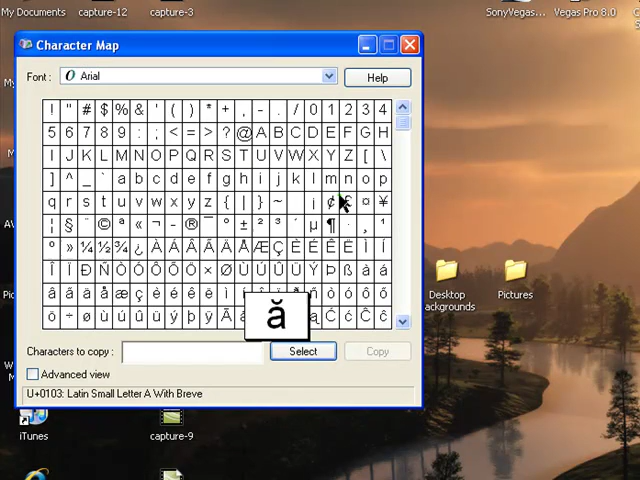 My Documents capture-12 capture-3 SonyVegas... Vegas Pro 8.0
Character Map
Font : Arial Help
! " # $ % & ' ( ) * + , - . / 0 1 2 3 4
5 6 7 8 9 : ; < = > ? @ A B C D E F G H
I J K L M N O P Q R S T U V W X Y Z [ \
] ^ _ ` a b c d e f g h i j k l m n o p
q r s t u v w x y z { | } ~ ¡ ¢ £ ¤ ¥
¦ § ¨ © ª « ¬ - ® ¯ ° ± ² ³ ´ µ ¶ · ¸ ¹
º » ¼ ½ ¾ ¿ À Á Â Ã Ä Å Æ Ç È É Ê Ë Ì Í
Î Ï Ð Ñ Ò Ó Ô Õ Ö × Ø Ù Ú Û Ü Ý Þ ß à á
â ã ä å æ ç è é ê ë ì í ñ ò ó ô õ
ö ÷ ø ù ú û ü ý þ ÿ Ā Ć ć Ĉ ĉ
ă
Desktop
ackgrounds
Pictures
Characters to copy : Select Copy
Advanced view
U+0103: Latin Small Letter A With Breve
iTunes capture-9